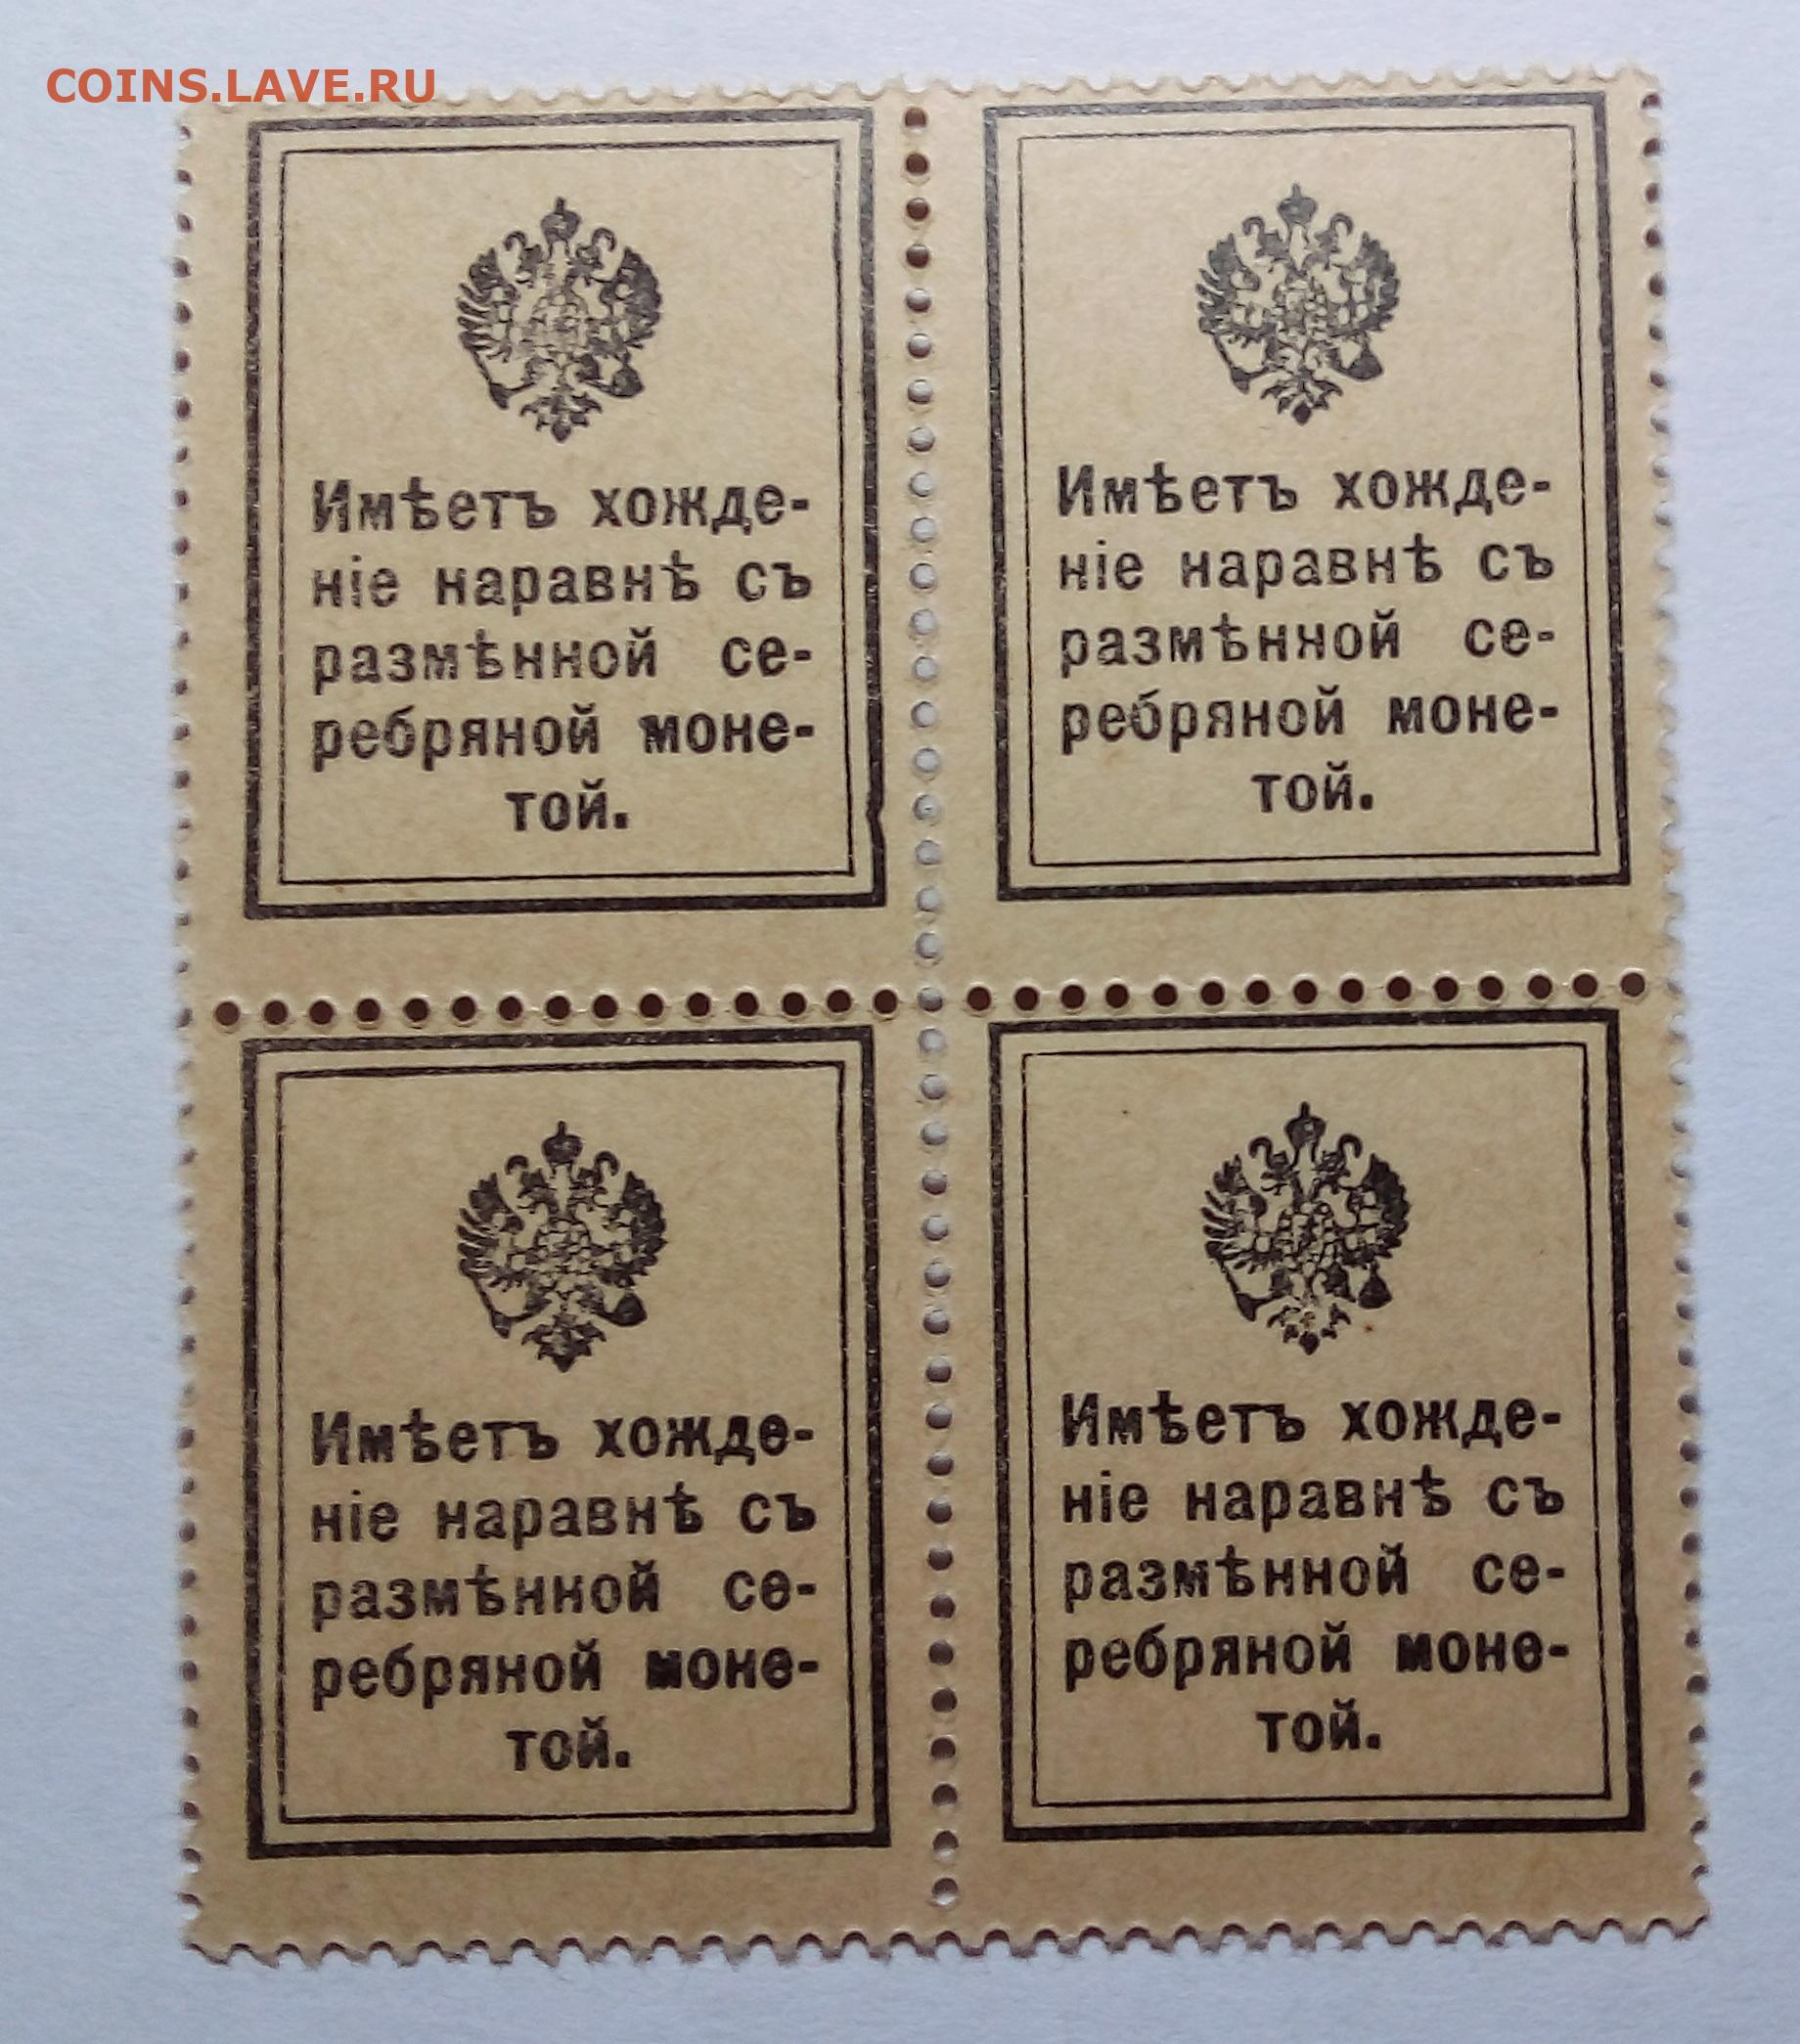 COINS.LAVE.RU
Имѣетъ хожде-
ніе наравнѣ съ
размѣнной се-
ребряной моне-
той.
Имѣетъ хожде-
ніе наравнѣ съ
размѣнной се-
ребряной моне-
той.
Имѣетъ хожде-
ніе наравнѣ съ
размѣнной се-
ребряной моне-
той.
Имѣетъ хожде-
ніе наравнѣ съ
размѣнной се-
ребряной моне-
той.